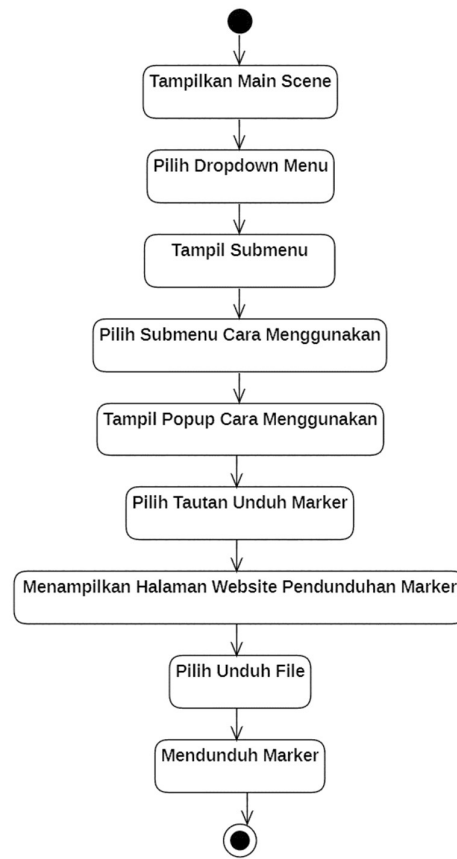 Tampilkan Main Scene
Pilih Dropdown Menu
Tampil Submenu
Pilih Submenu Cara Menggunakan
Tampil Popup Cara Menggunakan
Pilih Tautan Unduh Marker
Menampilkan Halaman Website Pendunduhan Marker
Pilih Unduh File
Mendunduh Marker